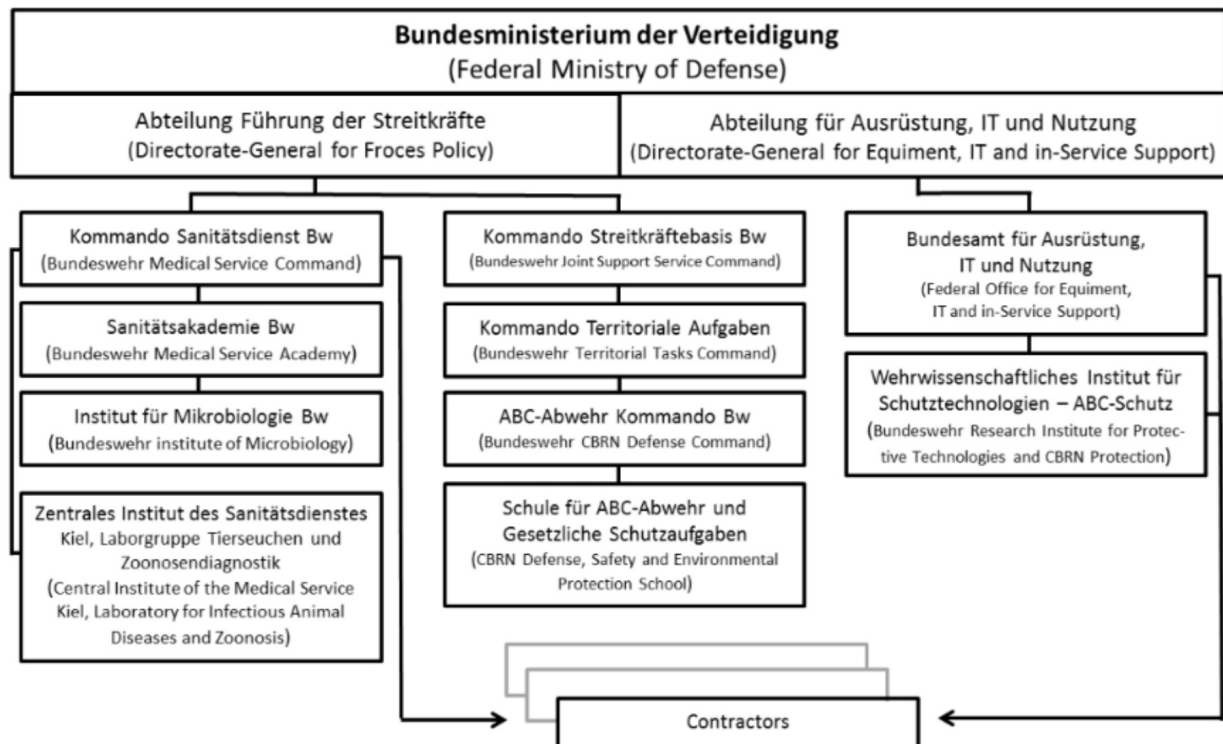 Bundesministerium der Verteidigung
(Federal Ministry of Defense)
Abteilung Führung der Streitkräfte
(Directorate-General for Froces Policy)
Abteilung für Ausrüstung, IT und Nutzung
(Directorate-General for Equiment, IT and in-Service Support)
Kommando Sanitätsdienst Bw
(Bundeswehr Medical Service Command)
Sanitätsakademie Bw
(Bundeswehr Medical Service Academy)
Institut für Mikrobiologie Bw
(Bundeswehr institute of Microbiology)
Zentrales Institut des Sanitätsdienstes
Kiel, Laborgruppe Tierseuchen und
Zoonosendiagnostik
(Central Institute of the Medical Service
Kiel, Laboratory for Infectious Animal
Diseases and Zoonosis)
Kommando Streitkräftebasis Bw
(Bundeswehr Joint Support Service Command)
Kommando Territoriale Aufgaben
(Bundeswehr Territorial Tasks Command)
ABC-Abwehr Kommando Bw
(Bundeswehr CBRN Defense Command)
Schule für ABC-Abwehr und
Gesetzliche Schutzaufgaben
(CBRN Defense, Safety and Environmental
Protection School)
Bundesamt für Ausrüstung,
IT und Nutzung
(Federal Office for Equiment,
IT and in-Service Support)
Wehrwissenschaftliches Institut für
Schutztechnologien – ABC-Schutz
(Bundeswehr Research Institute for Protec-
tive Technologies and CBRN Protection)
Contractors